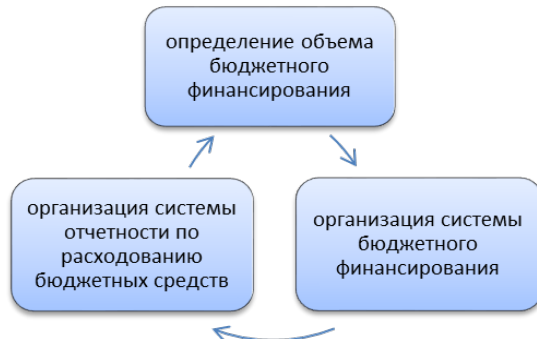 определение объема
бюджетного
финансирования
организация системы
отчетности по
расходованию
бюджетных средств
организация системы
бюджетного
финансирования